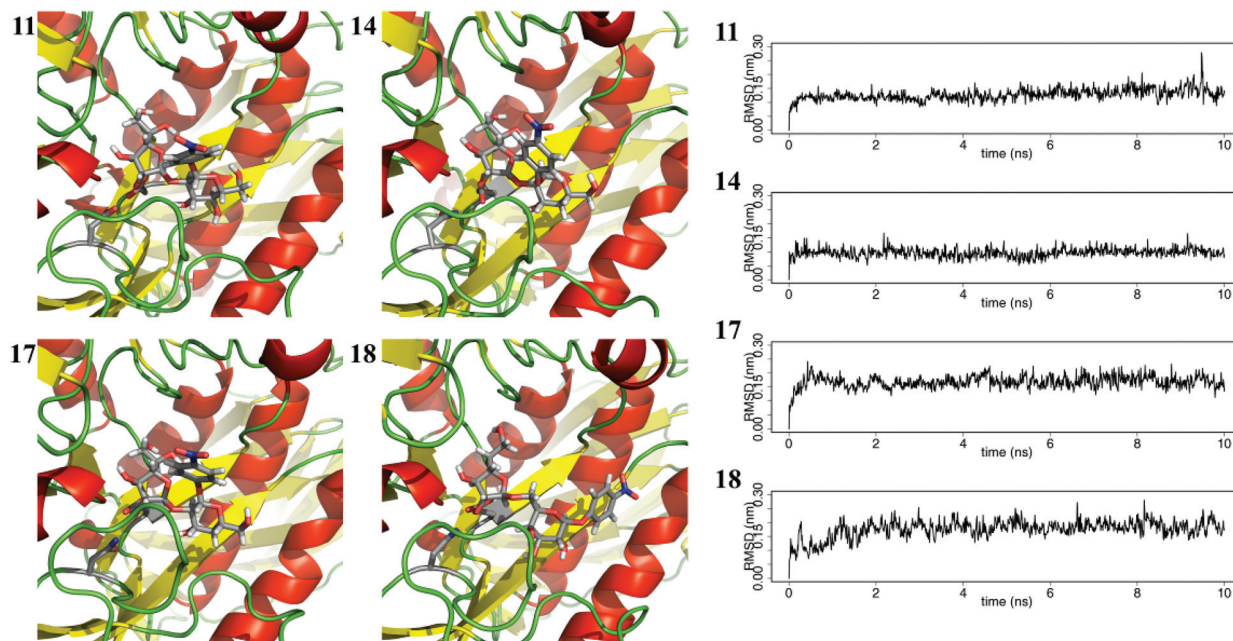 11
14
17
18
11
RMSD (nm)
0.00 0.15 0.30
0 2 4 6 8 10
time (ns)
14
RMSD (nm)
0.00 0.15 0.30
0 2 4 6 8 10
time (ns)
17
RMSD (nm)
0.00 0.15 0.30
0 2 4 6 8 10
time (ns)
18
RMSD (nm)
0.00 0.15 0.30
0 2 4 6 8 10
time (ns)